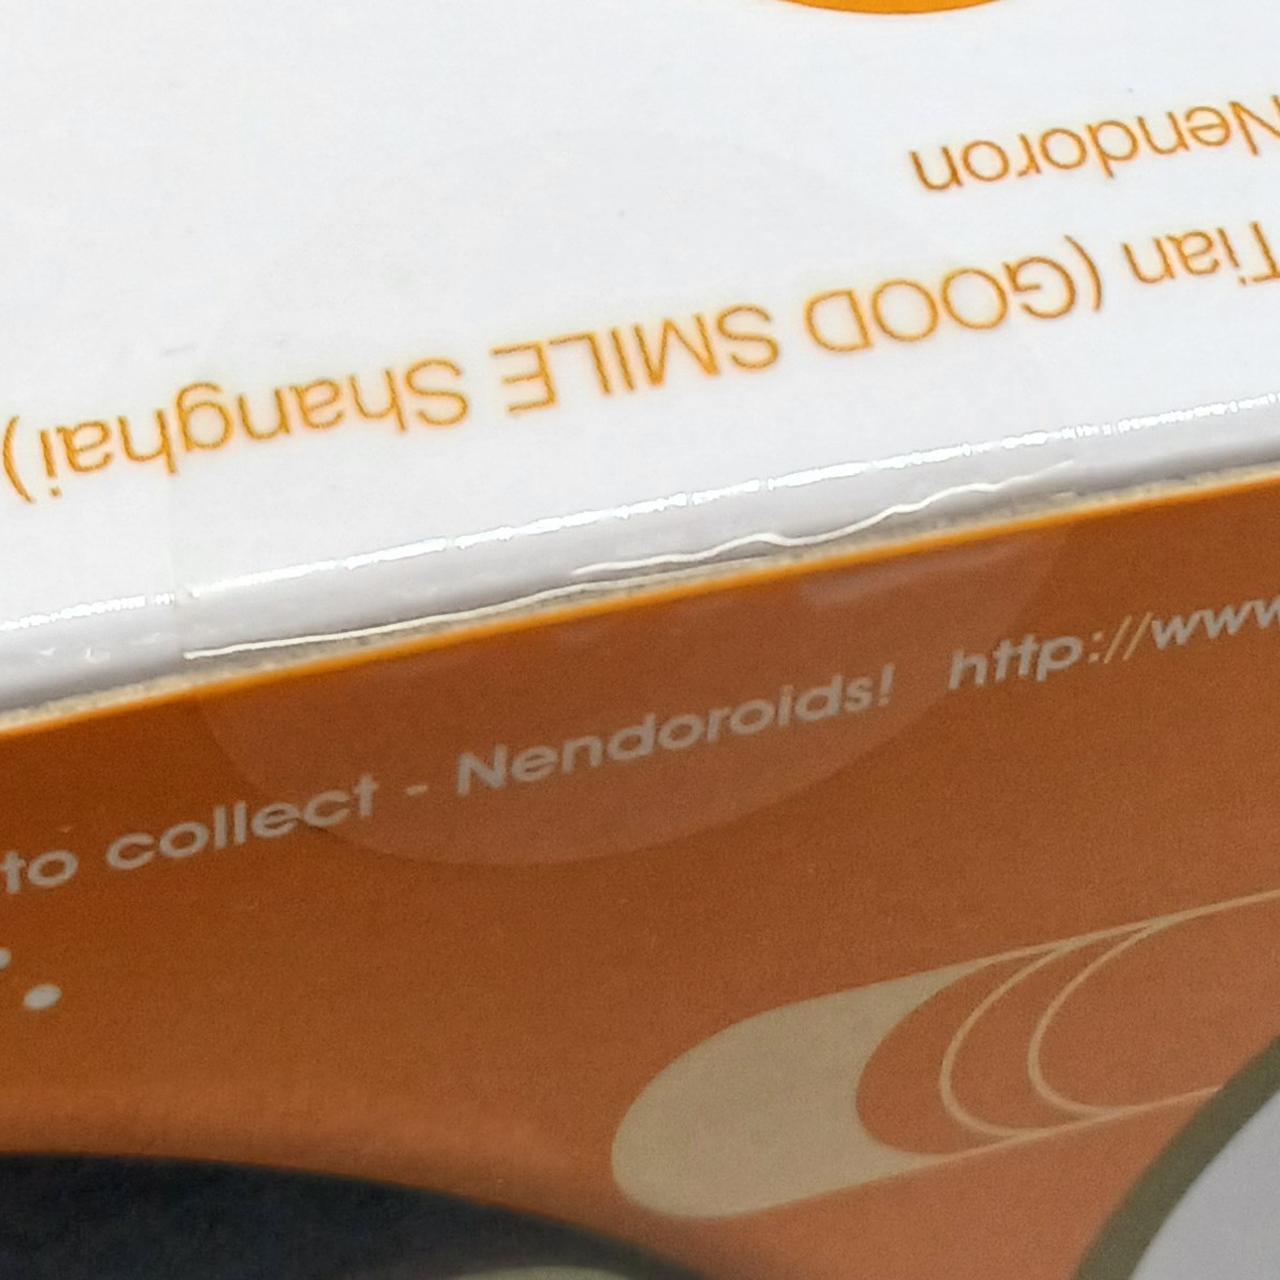 Nendoron
Tian (GOOD SMILE Shanghai)
to collect - Nendoroids! http://www